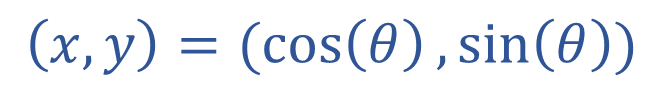 (x, y) = (cos(θ) , sin(θ))